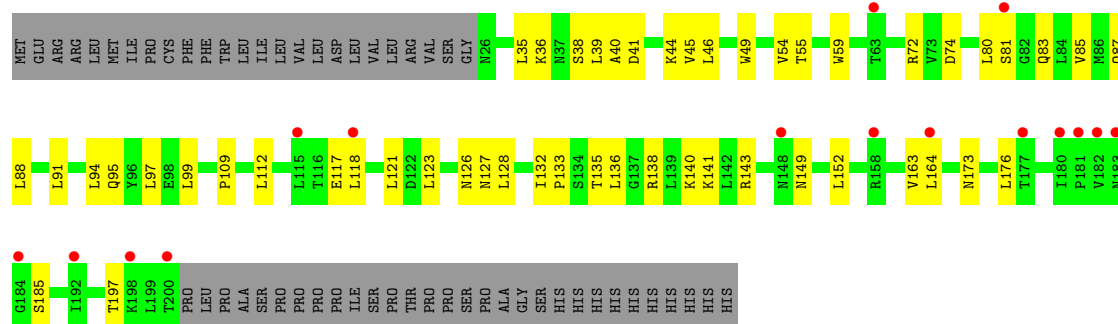 MET GLU ARG ARG LEU MET ILE PRO CYS PHE PHE TRP LEU ILE LEU VAL LEU ASP LEU VAL LEU ARG VAL SER GLY N26 L35 K36 N37 S38 L39 A40 D41 K44 V45 L46 W49 V54 T55 W59 T63 R72 V73 D74 L80 S81 G82 Q83 L84 V85 M86 Q87
L88 L91 L94 Q95 Y96 L97 E98 L99 P109 L112 L115 T116 E117 L118 L121 D122 L123 N126 N127 L128 I132 P133 S134 T135 L136 G137 R138 L139 K140 K141 L142 R143 N148 N149 L152 R158 V163 L164 N173 L176 T177 I180 P181 V182 N183
G184 S185 I192 T197 K198 L199 T200 PRO LEU PRO ALA SER PRO PRO PRO PRO ILE SER PRO THR PRO PRO SER PRO ALA GLY SER HIS HIS HIS HIS HIS HIS HIS HIS